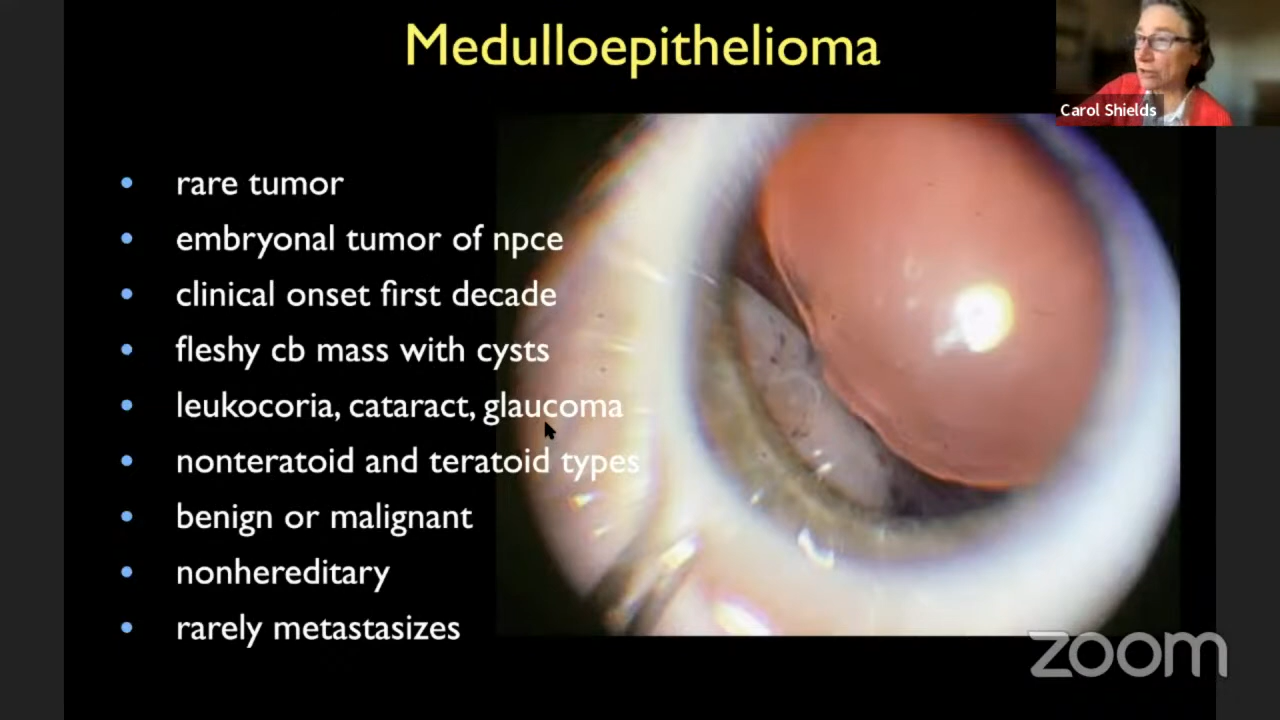 Medulloepithelioma
Carol Shields
• rare tumor
• embryonal tumor of npce
• clinical onset first decade
• fleshy cb mass with cysts
• leukocoria, cataract, glaucoma
• nonteratoid and teratoid types
• benign or malignant
• nonhereditary
• rarely metastasizes
zoom